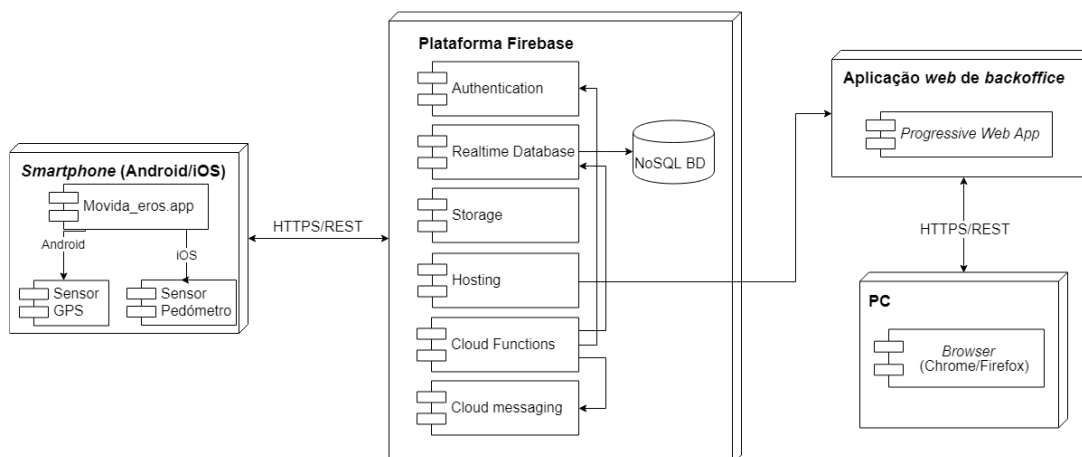 Smartphone (Android/iOS)
Movida_eros.app
Android
iOS
Sensor
GPS
Sensor
Pedómetro
HTTPS/REST
Plataforma Firebase
Authentication
Realtime Database
NoSQL BD
Storage
Hosting
Cloud Functions
Cloud messaging
Aplicação web de backoffice
Progressive Web App
HTTPS/REST
PC
Browser
(Chrome/Firefox)